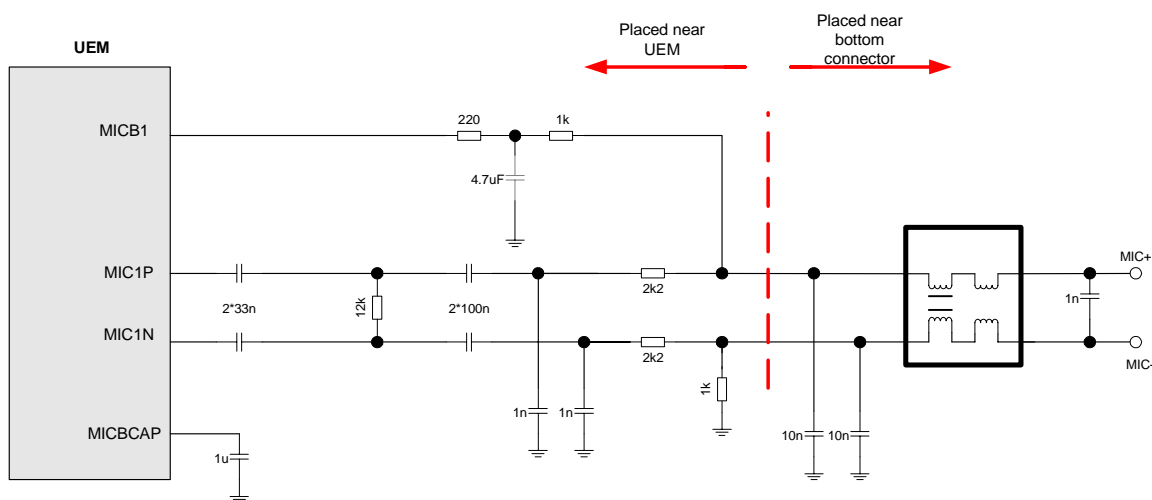 Placed near
UEM
Placed near
bottom
connector
UEM
MICB1
220
1k
4.7uF
MIC1P
MIC+
2*33n
12k
2*100n
2k2
1n
MIC1N
2k2
MIC-
1k
1n
1n
10n
10n
MICBCAP
1u